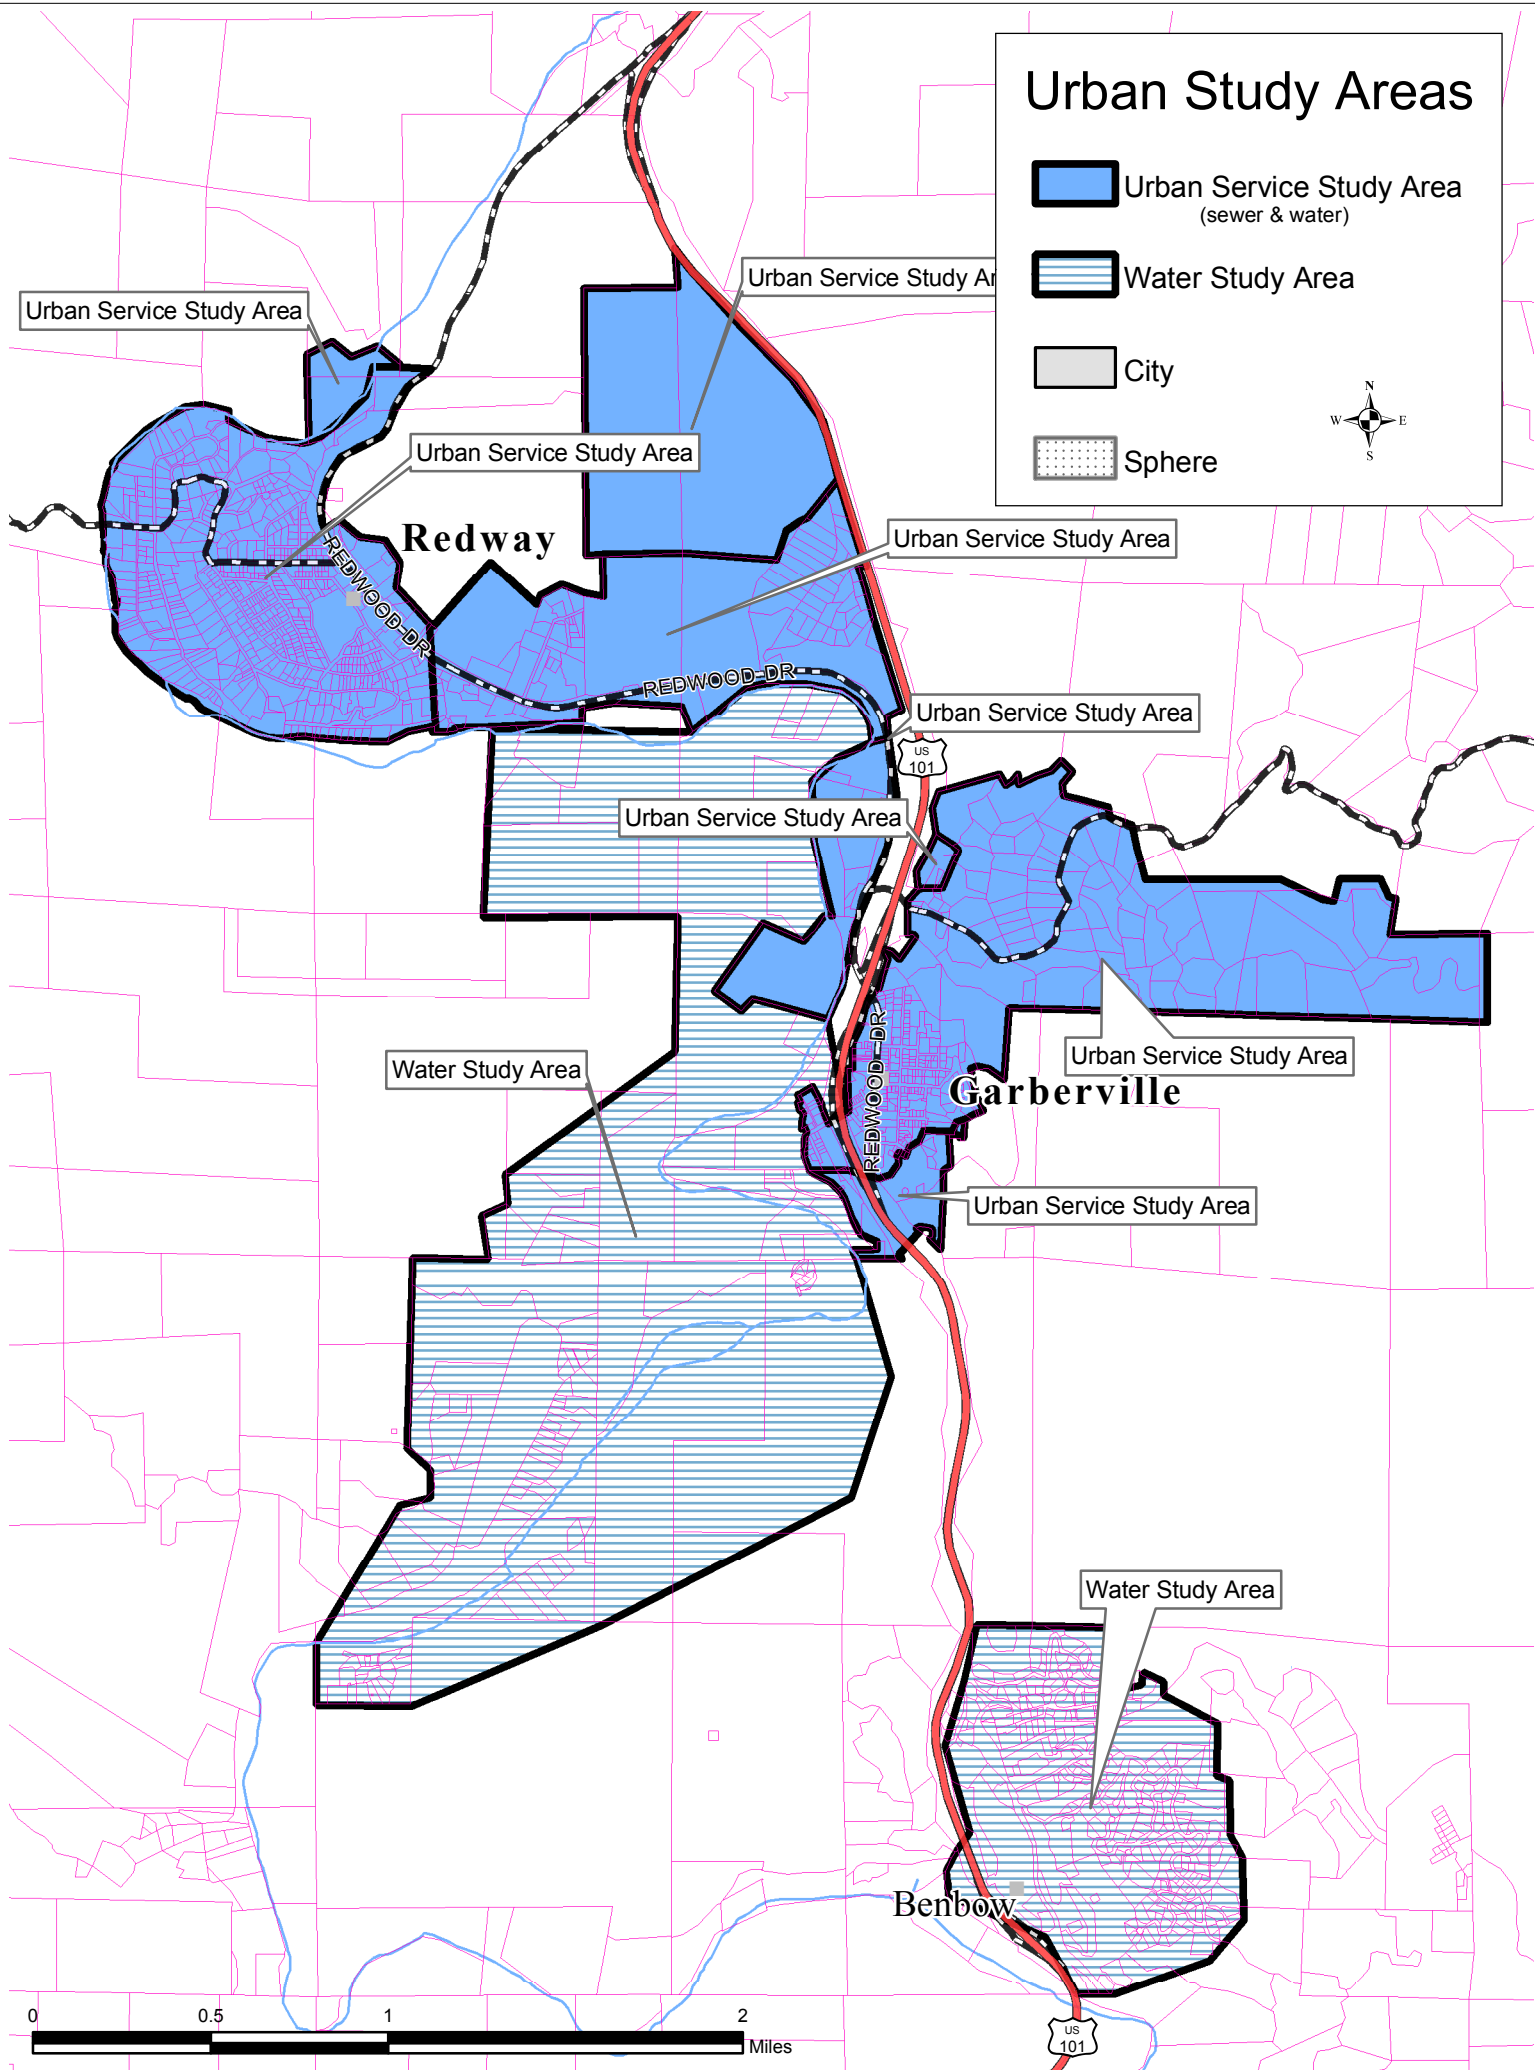 Urban Study Areas
Urban Service Study Area
(sewer & water)
Water Study Area
City
Sphere
N
W E
S
Urban Service Study Ar
Urban Service Study Area
Urban Service Study Area
Redway
Urban Service Study Area
REDWOOD DR
REDWOOD DR
Urban Service Study Area
US
101
Urban Service Study Area
REDWOOD DR
Urban Service Study Area
Water Study Area
Garberville
Urban Service Study Area
Water Study Area
Benbow
0 0.5 1 2
Miles
US
101